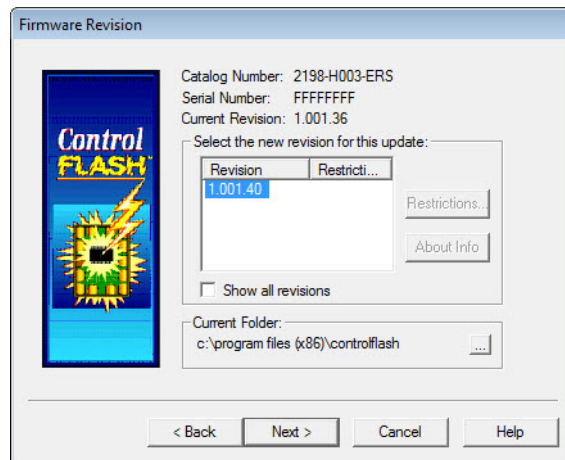 Firmware Revision
Control
FLASH™
Catalog Number: 2198-H003-ERS
Serial Number: FFFFFFFF
Current Revision: 1.001.36
Select the new revision for this update:
Revision Restricti...
1.001.40
Restrictions...
About Info
Show all revisions
Current Folder:
c:\program files (x86)\controlflash
...
< Back Next > Cancel Help